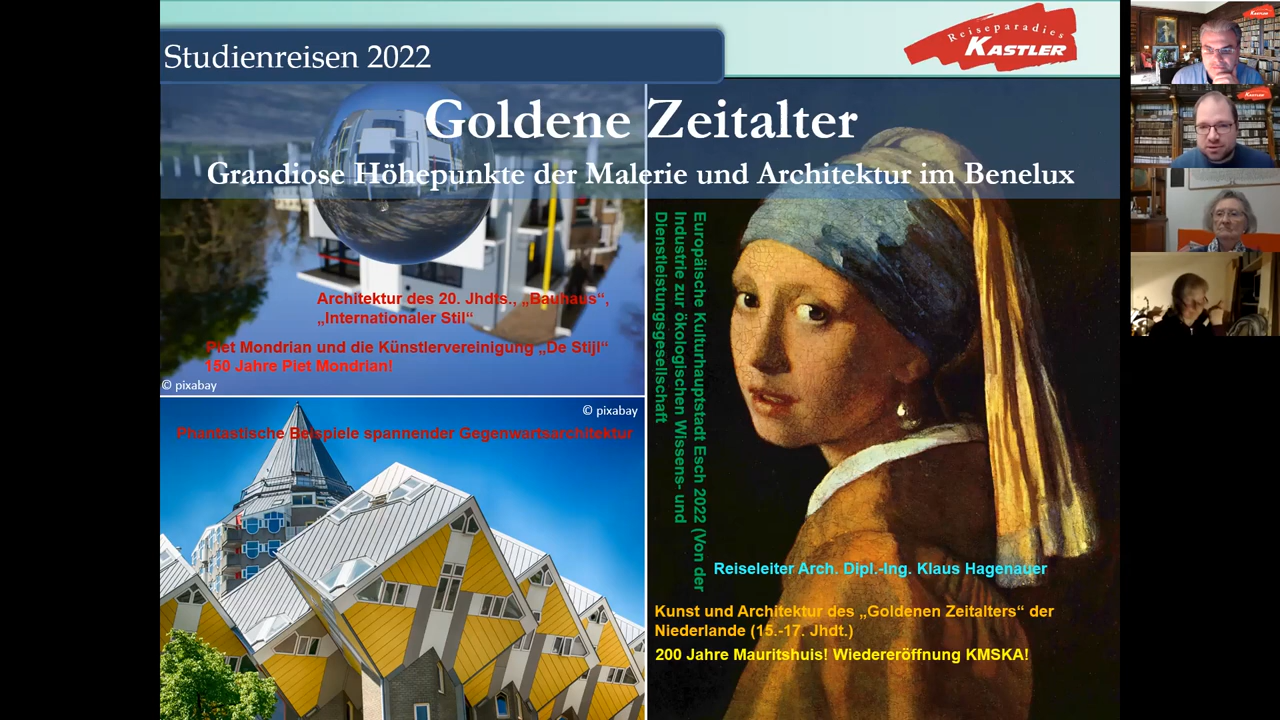 Studienreisen 2022
Reiseparadies
KASTLER
Goldene Zeitalter
Grandiose Höhepunkte der Malerie und Architektur im Benelux
Architektur des 20. Jhdts., „Bauhaus“,
„Internationaler Stil“
Piet Mondrian und die Künstlervereinigung „De Stijl“
150 Jahre Piet Mondrian!
© pixabay
© pixabay
Phantastische Beispiele spannender Gegenwartsarchitektur
Europäische Kulturhauptstadt Esch 2022 (Von der
Industrie zur ökologischen Wissens- und
Dienstleistungsgesellschaft
Reiseleiter Arch. Dipl.-Ing. Klaus Hagenauer
Kunst und Architektur des „Goldenen Zeitalters“ der
Niederlande (15.-17. Jhdt.)
200 Jahre Mauritshuis! Wiedereröffnung KMSKA!
KASTLER
KASTLER